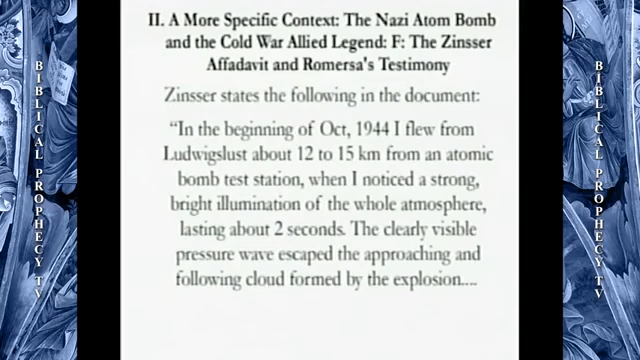 II. A More Specific Context: The Nazi Atom Bomb
and the Cold War Allied Legend: F: The Zinsser
Affadavit and Romersa's Testimony
Zinsser states the following in the document:
“In the beginning of Oct, 1944 I flew from
Ludwigslust about 12 to 15 km from an atomic
bomb test station, when I noticed a strong,
bright illumination of the whole atmosphere,
lasting about 2 seconds. The clearly visible
pressure wave escaped the approaching and
following cloud formed by the explosion....
BIBLICAL PROPHECY TV
BIBLICAL PROPHECY TV